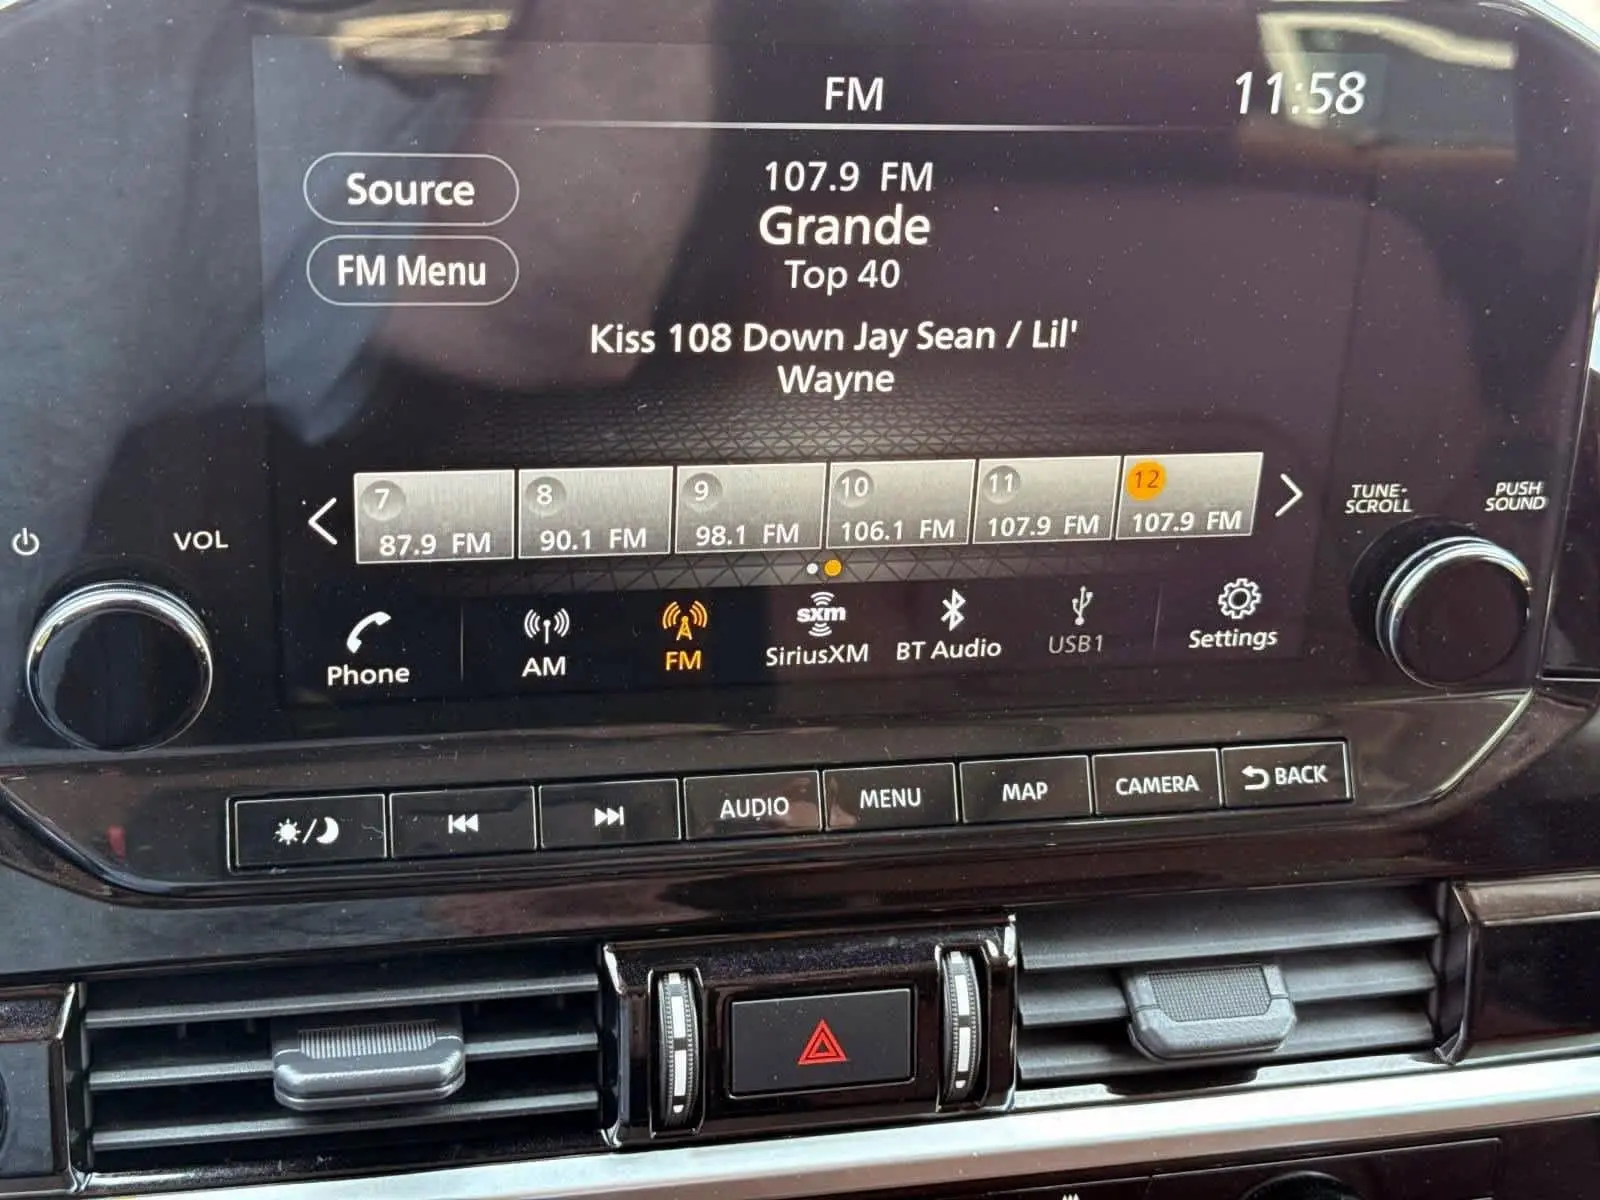 FM
11:58
Source
FM Menu
107.9 FM
Grande
Top 40
Kiss 108 Down Jay Sean / Lil'
Wayne
7
87.9 FM
8
90.1 FM
9
98.1 FM
10
106.1 FM
11
107.9 FM
12
107.9 FM
VOL
TUNE-
SCROLL
PUSH
SOUND
Phone
AM
FM
sxm
SiriusXM
BT Audio
USB1
Settings
AUDIO
MENU
MAP
CAMERA
BACK